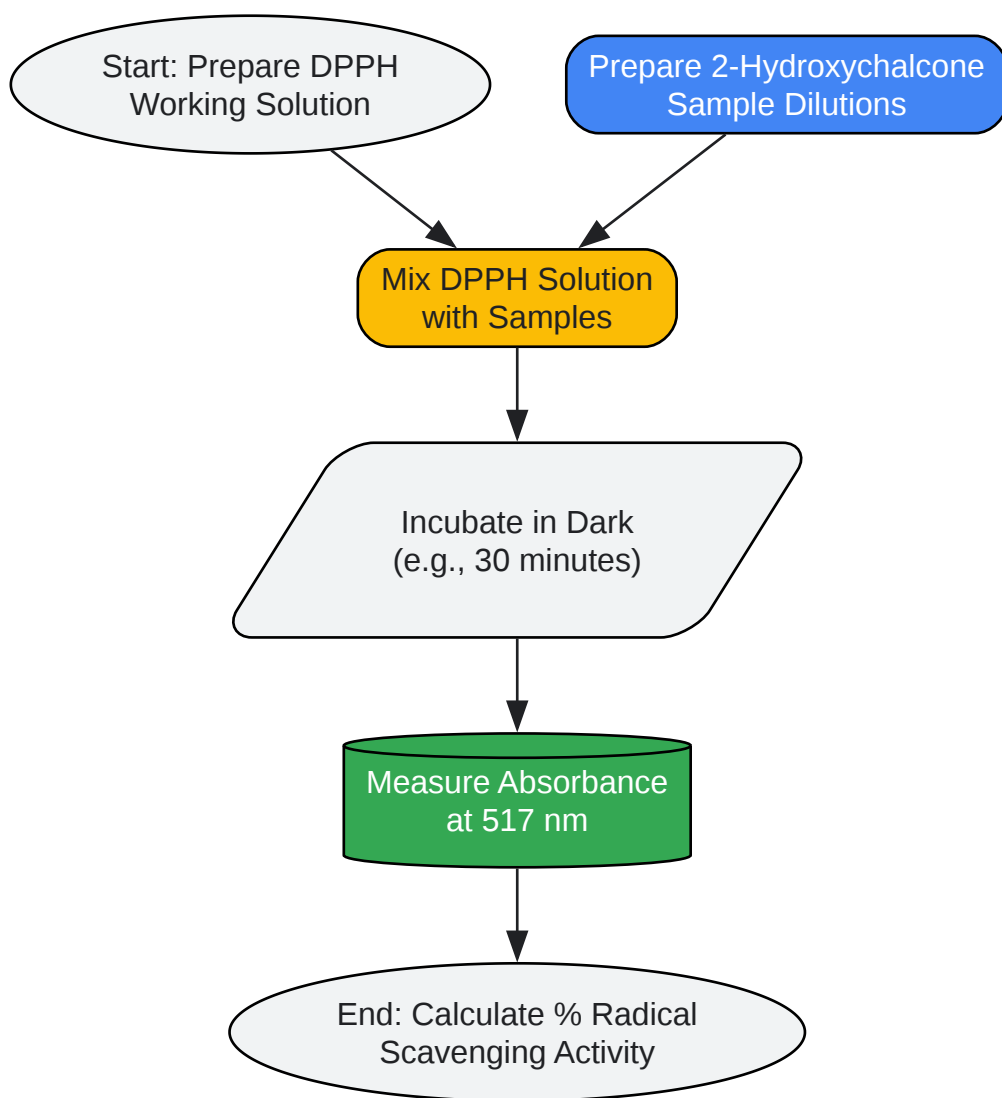 Start: Prepare DPPH
Working Solution
Prepare 2-Hydroxychalcone
Sample Dilutions
Mix DPPH Solution
with Samples
Incubate in Dark
(e.g., 30 minutes)
Measure Absorbance
at 517 nm
End: Calculate % Radical
Scavenging Activity